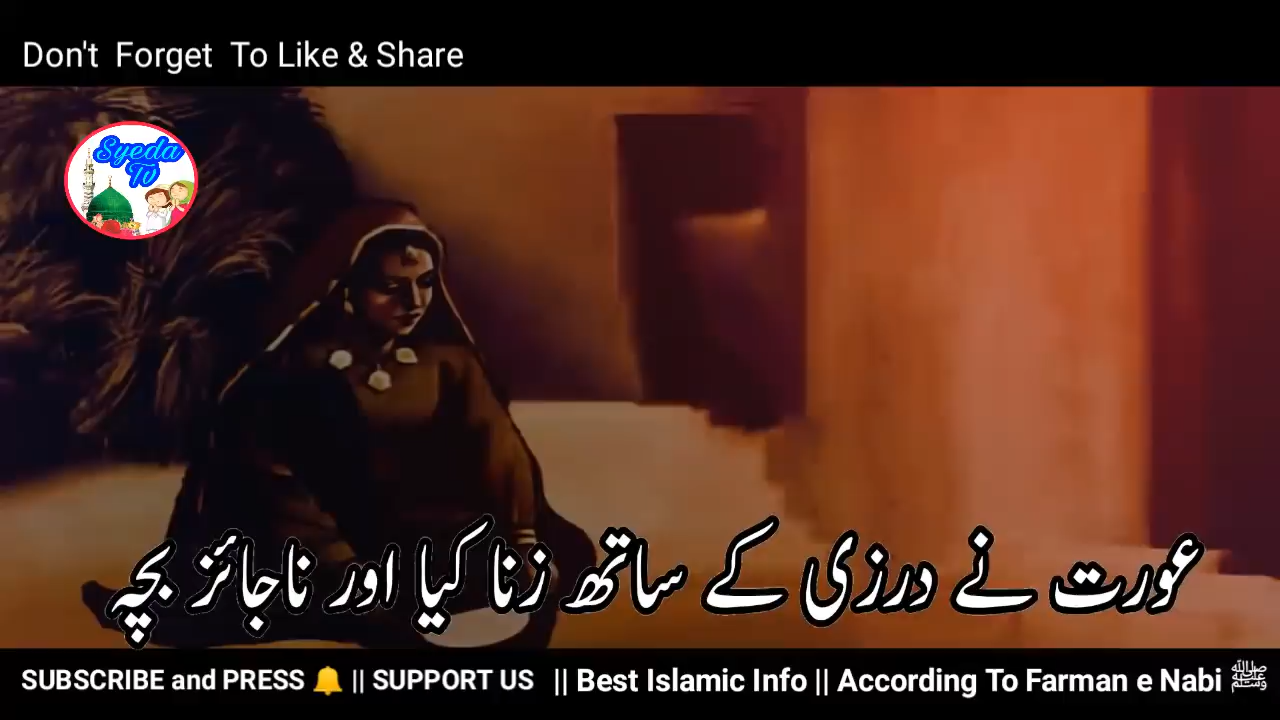 Don't Forget To Like & Share
Syeda
Tv
عورت نے درزی کے ساتھ زنا کیا اور ناجائز بچہ
SUBSCRIBE and PRESS 🔔 || SUPPORT US || Best Islamic Info || According To Farman e Nabi ﷺ